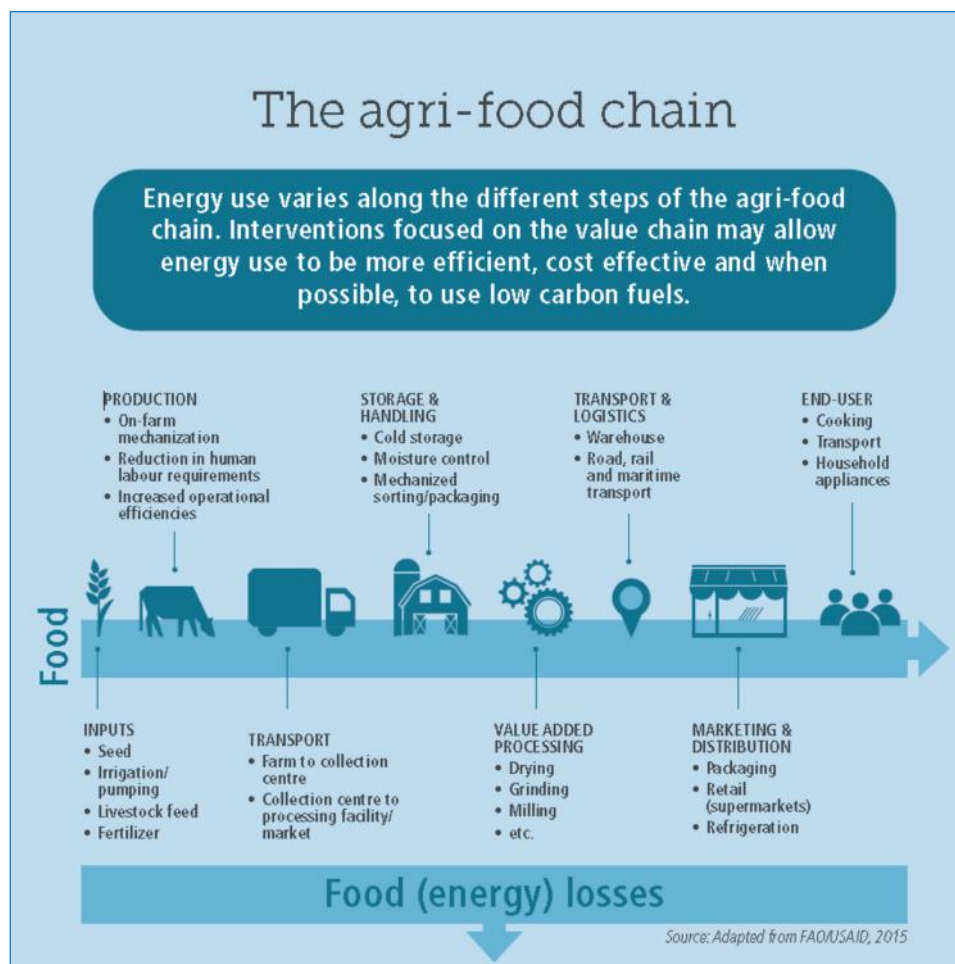 The agri-food chain
Energy use varies along the different steps of the agri-food
chain. Interventions focused on the value chain may allow
energy use to be more efficient, cost effective and when
possible, to use low carbon fuels.
PRODUCTION
• On-farm
mechanization
• Reduction in human
labour requirements
• Increased operational
efficiencies
STORAGE &
HANDLING
• Cold storage
• Moisture control
• Mechanized
sorting/packaging
TRANSPORT &
LOGISTICS
• Warehouse
• Road, rail
and maritime
transport
END-USER
• Cooking
• Transport
• Household
appliances
Food
INPUTS
• Seed
• Irrigation/
pumping
• Livestock feed
• Fertilizer
TRANSPORT
• Farm to collection
centre
• Collection centre to
processing facility/
market
VALUE ADDED
PROCESSING
• Drying
• Grinding
• Milling
• etc.
MARKETING &
DISTRIBUTION
• Packaging
• Retail
(supermarkets)
• Refrigeration
Food (energy) losses
Source: Adapted from FAO/USAID, 2015